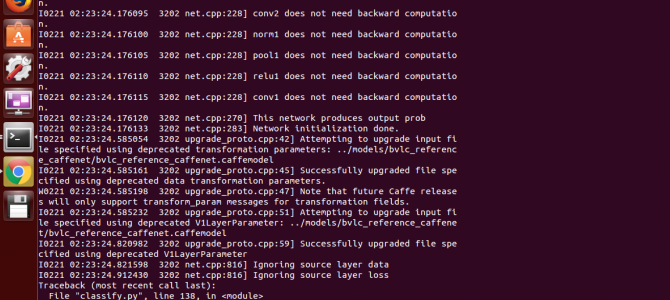 n.
I0221 02:23:24.176095  3202 net.cpp:228] conv2 does not need backward computatio
n.
I0221 02:23:24.176100  3202 net.cpp:228] norm1 does not need backward computatio
n.
I0221 02:23:24.176105  3202 net.cpp:228] pool1 does not need backward computatio
n.
I0221 02:23:24.176110  3202 net.cpp:228] relu1 does not need backward computatio
n.
I0221 02:23:24.176115  3202 net.cpp:228] conv1 does not need backward computatio
n.
I0221 02:23:24.176120  3202 net.cpp:270] This network produces output prob
I0221 02:23:24.176133  3202 net.cpp:283] Network initialization done.
I0221 02:23:24.585054  3202 upgrade_proto.cpp:42] Attempting to upgrade input fi
le specified using deprecated transformation parameters: ../models/bvlc_referenc
e_caffenet/bvlc_reference_caffenet.caffemodel
I0221 02:23:24.585161  3202 upgrade_proto.cpp:45] Successfully upgraded file spe
cified using deprecated data transformation parameters.
W0221 02:23:24.585198  3202 upgrade_proto.cpp:47] Note that future Caffe release
s will only support transform_param messages for transformation fields.
I0221 02:23:24.585232  3202 upgrade_proto.cpp:51] Attempting to upgrade input fi
le specified using deprecated V1LayerParameter: ../models/bvlc_reference_caffene
t/bvlc_reference_caffenet.caffemodel
I0221 02:23:24.820982  3202 upgrade_proto.cpp:59] Successfully upgraded file spe
cified using deprecated V1LayerParameter
I0221 02:23:24.821598  3202 net.cpp:816] Ignoring source layer data
I0221 02:23:24.912430  3202 net.cpp:816] Ignoring source layer loss
Traceback (most recent call last):
  File "classify.py", line 138, in <module>